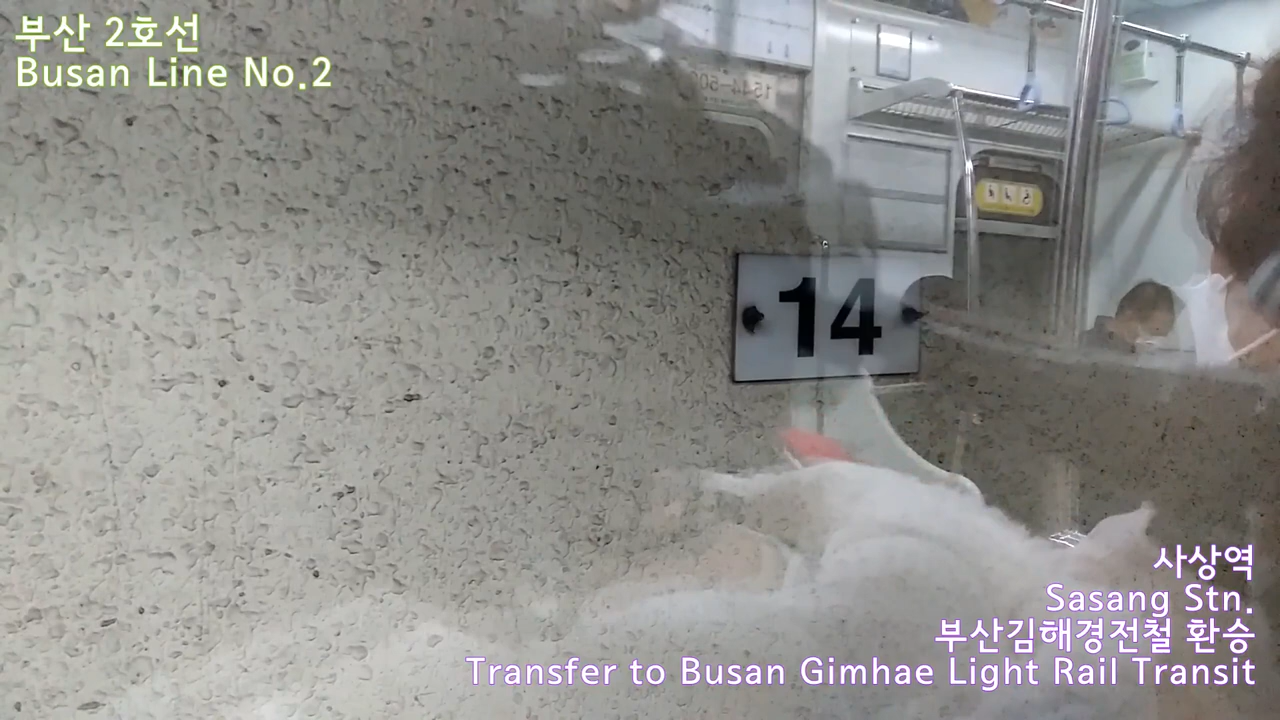 부산 2호선
Busan Line No.2
14
사상역
Sasang Stn.
부산김해경전철 환승
Transfer to Busan Gimhae Light Rail Transit